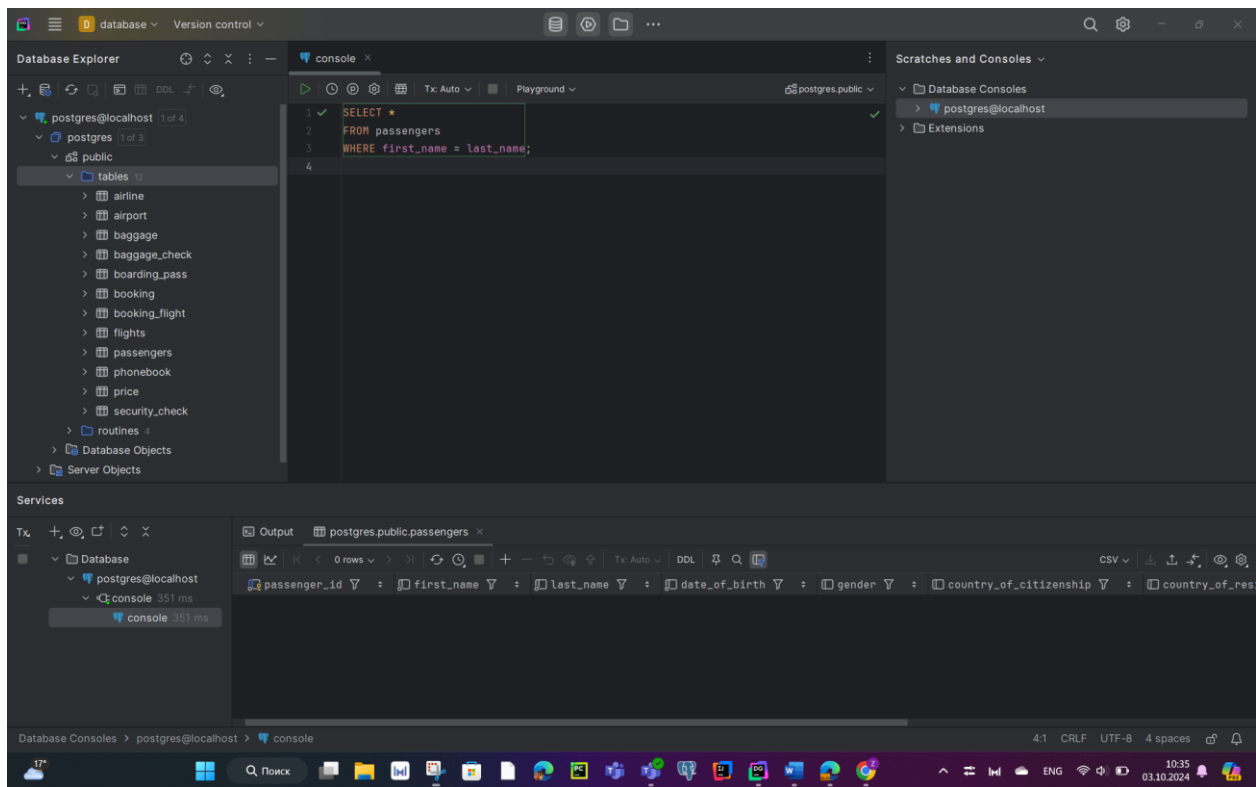 D database Version control
Database Explorer
DDL
postgres@localhost 1 of 4
postgres 1 of 3
public
tables 12
airline
airport
baggage
baggage_check
boarding_pass
booking
booking_flight
flights
passengers
phonebook
price
security_check
routines 4
Database Objects
Server Objects
console
Tx: Auto Playground postgres.public
1 SELECT *
2 FROM passengers
3 WHERE first_name = last_name;
4
Scratches and Consoles
Database Consoles
postgres@localhost
Extensions
Services
Tx
Database
postgres@localhost
console 351 ms
console 351 ms
Output postgres.public.passengers
0 rows Tx: Auto DDL CSV
passenger_id first_name last_name date_of_birth gender country_of_citizenship country_of_res
Database Consoles > postgres@localhost > console 4:1 CRLF UTF-8 4 spaces
17° Поиск ENG 10:35
03.10.2024